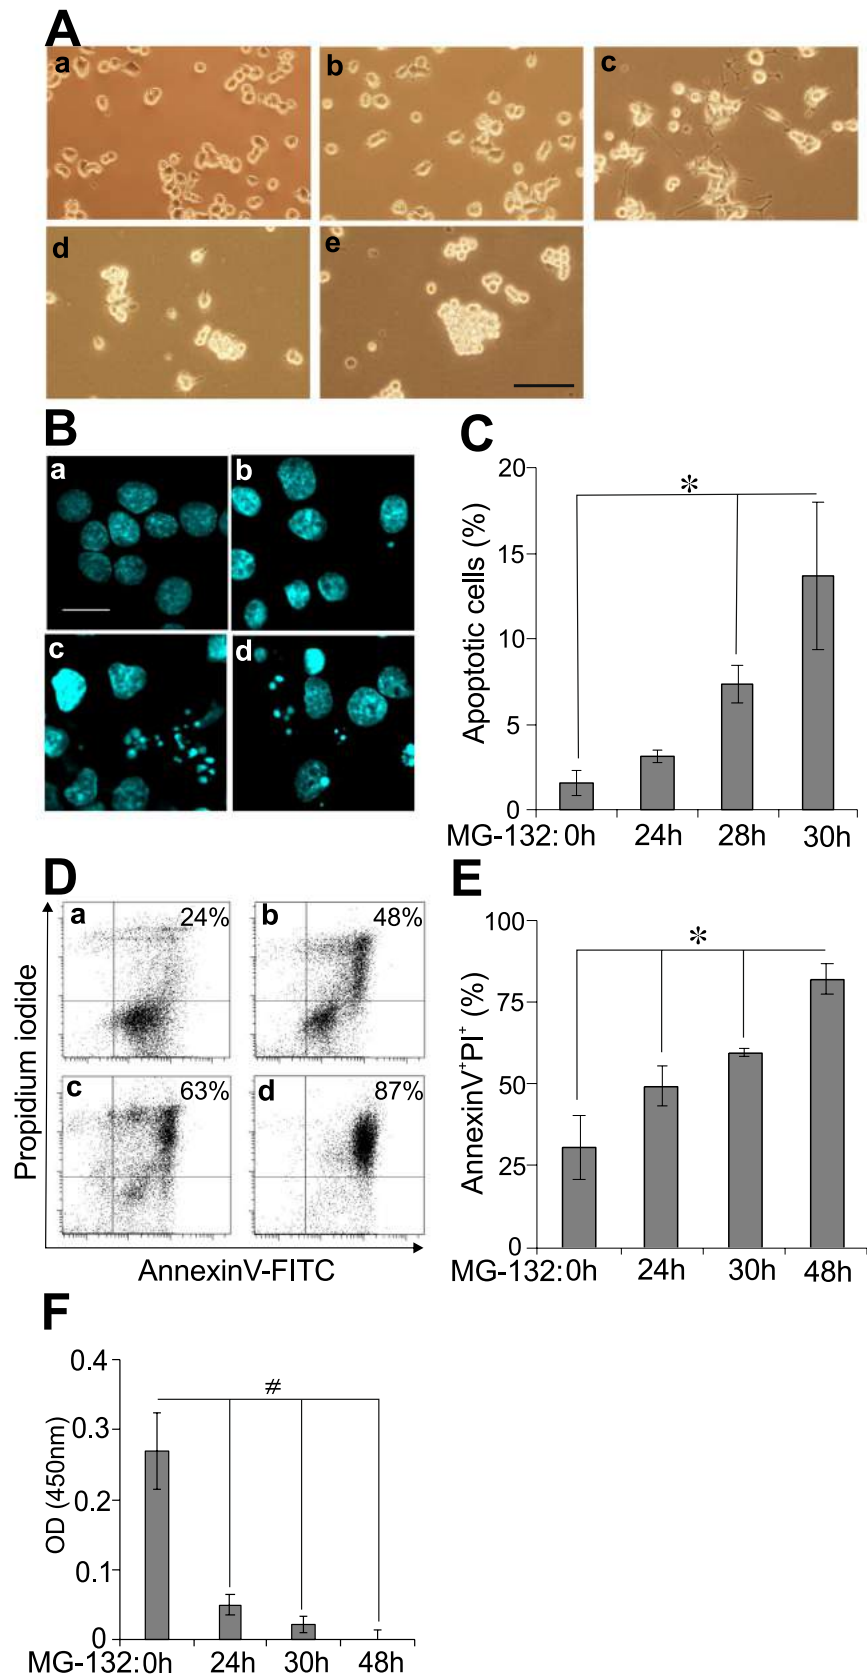 A
a
b
c
d
e
B
a
b
c
d
C
Apoptotic cells (%)
20
15
10
5
0
*
MG-132: 0h 24h 28h 30h
D
Propidium iodide
a 24%
b 48%
c 63%
d 87%
AnnexinV-FITC
E
AnnexinV⁺PI⁺ (%)
100
75
50
25
0
*
MG-132: 0h 24h 30h 48h
F
OD (450nm)
0.4
0.3
0.2
0.1
0
#
MG-132: 0h 24h 30h 48h